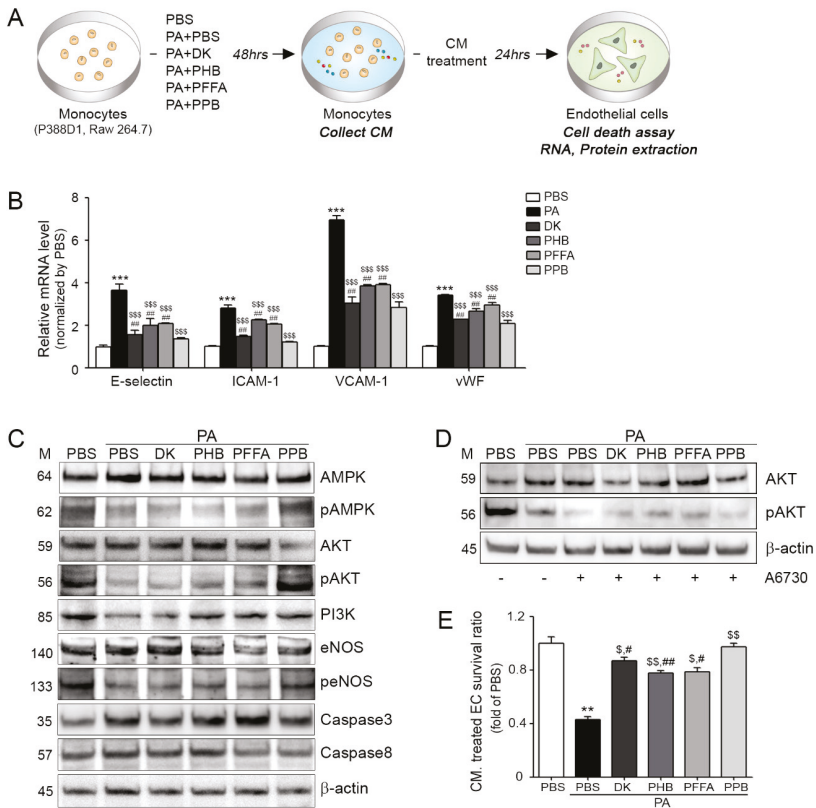 A
PBS
PA+PBS
PA+DK
PA+PHB
PA+PFFA
PA+PPB
48hrs
CM
treatment
24hrs
Monocytes
(P388D1, Raw 264.7)
Monocytes
Collect CM
Endothelial cells
Cell death assay
RNA, Protein extraction
B
Relative mRNA level
(normalized by PBS)
8
6
4
2
0
***
$$$
##
$$$
##
$$$
##
$$$
***
$$$
##
$$$
##
$$$
##
$$$
***
$$$
##
$$$
##
$$$
##
$$$
***
$$$
##
$$$
##
$$$
##
$$$
E-selectin
ICAM-1
VCAM-1
vWF
PBS
PA
DK
PHB
PFFA
PPB
C
PA
M PBS PBS DK PHB PFFA PPB
64 AMPK
62 pAMPK
59 AKT
56 pAKT
85 PI3K
140 eNOS
133 peNOS
35 Caspase3
57 Caspase8
45 β-actin
D
PA
M PBS PBS PBS DK PHB PFFA PPB
59 AKT
56 pAKT
45 β-actin
- - + + + + + A6730
E
CM. treated EC survival ratio
(fold of PBS)
1.2
0.8
0.4
0
**
$,#
$$,##
$,#
$$
PBS PBS DK PHB PFFA PPB
PA